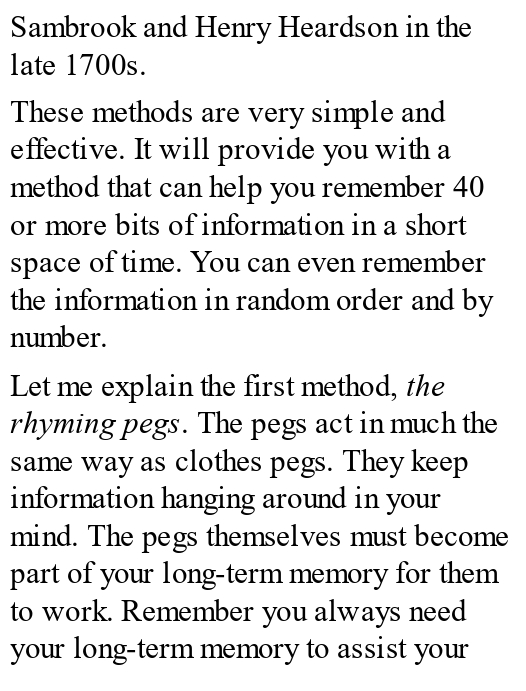 Sambrook and Henry Heardson in the
late 1700s.
These methods are very simple and
effective. It will provide you with a
method that can help you remember 40
or more bits of information in a short
space of time. You can even remember
the information in random order and by
number.
Let me explain the first method, the
rhyming pegs. The pegs act in much the
same way as clothes pegs. They keep
information hanging around in your
mind. The pegs themselves must become
part of your long-term memory for them
to work. Remember you always need
your long-term memory to assist your